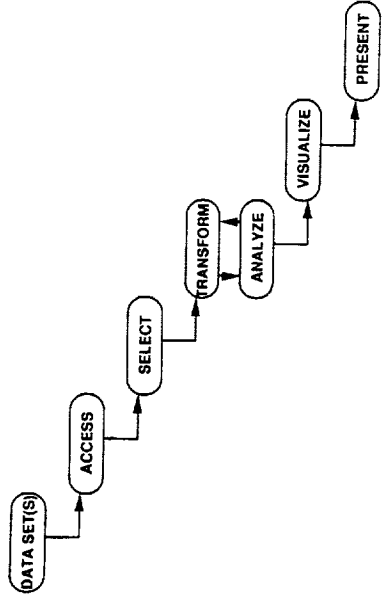 DATA SET(S)
ACCESS
SELECT
TRANSFORM
ANALYZE
VISUALIZE
PRESENT